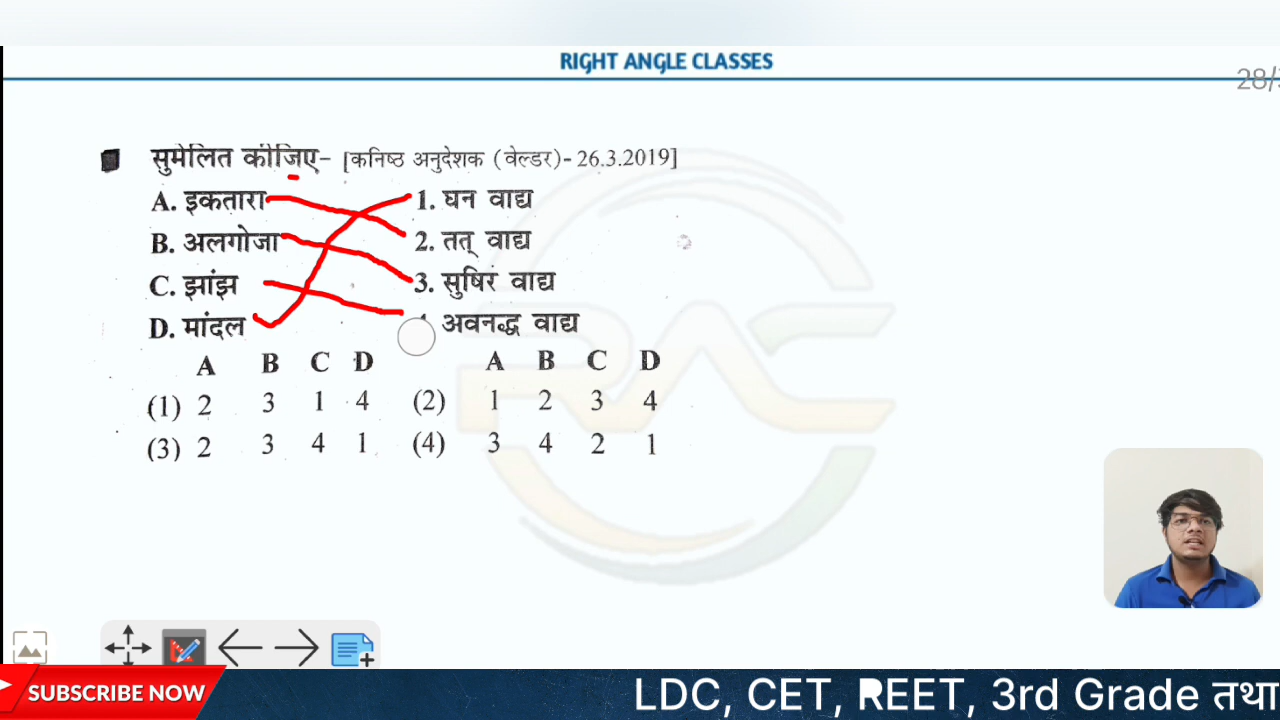 RIGHT ANGLE CLASSES
28/
सुमेलित कीजिए- [कनिष्ठ अनुदेशक (वेल्डर)- 26.3.2019]
A. इकतारा 1. घन वाद्य
B. अलगोजा 2. तत् वाद्य
C. झांझ 3. सुषिर वाद्य
D. मांदल अवनद्ध वाद्य
A B C D A B C D
(1) 2 3 1 4 (2) 1 2 3 4
(3) 2 3 4 1 (4) 3 4 2 1
SUBSCRIBE NOW
LDC, CET, REET, 3rd Grade तथा